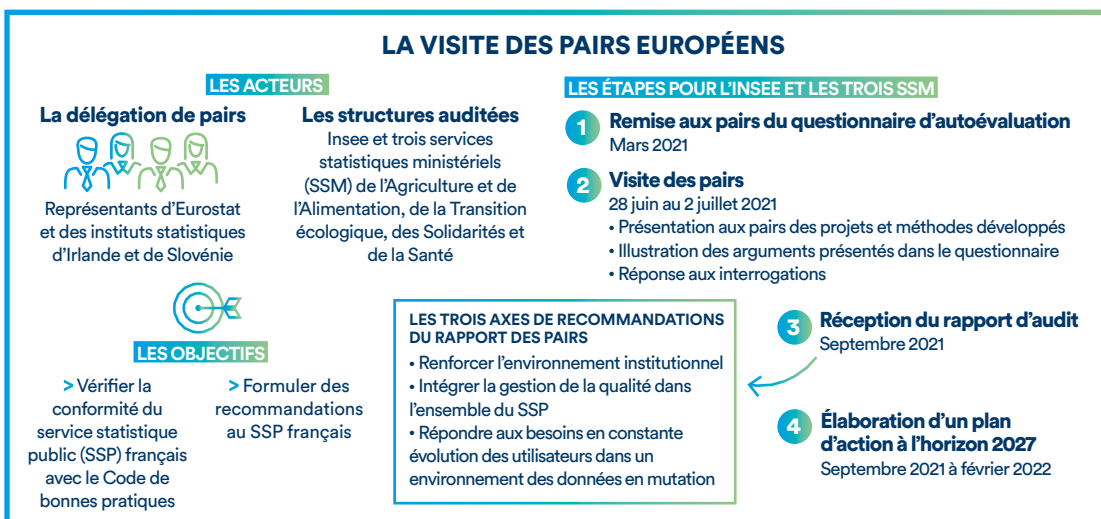 LA VISITE DES PAIRS EUROPÉENS
LES ACTEURS
La délégation de pairs
Représentants d’Eurostat
et des instituts statistiques
d’Irlande et de Slovénie
Les structures auditées
Insee et trois services
statistiques ministériels
(SSM) de l’Agriculture et de
l’Alimentation, de la Transition
écologique, des Solidarités et
de la Santé
LES OBJECTIFS
> Vérifier la
conformité du
service statistique
public (SSP) français
avec le Code de
bonnes pratiques
> Formuler des
recommandations
au SSP français
LES ÉTAPES POUR L’INSEE ET LES TROIS SSM
1 Remise aux pairs du questionnaire d’autoévaluation
Mars 2021
2 Visite des pairs
28 juin au 2 juillet 2021
• Présentation aux pairs des projets et méthodes développés
• Illustration des arguments présentés dans le questionnaire
• Réponse aux interrogations
3 Réception du rapport d’audit
Septembre 2021
LES TROIS AXES DE RECOMMANDATIONS
DU RAPPORT DES PAIRS
• Renforcer l’environnement institutionnel
• Intégrer la gestion de la qualité dans
l’ensemble du SSP
• Répondre aux besoins en constante
évolution des utilisateurs dans un
environnement des données en mutation
4 Élaboration d’un plan
d’action à l’horizon 2027
Septembre 2021 à février 2022